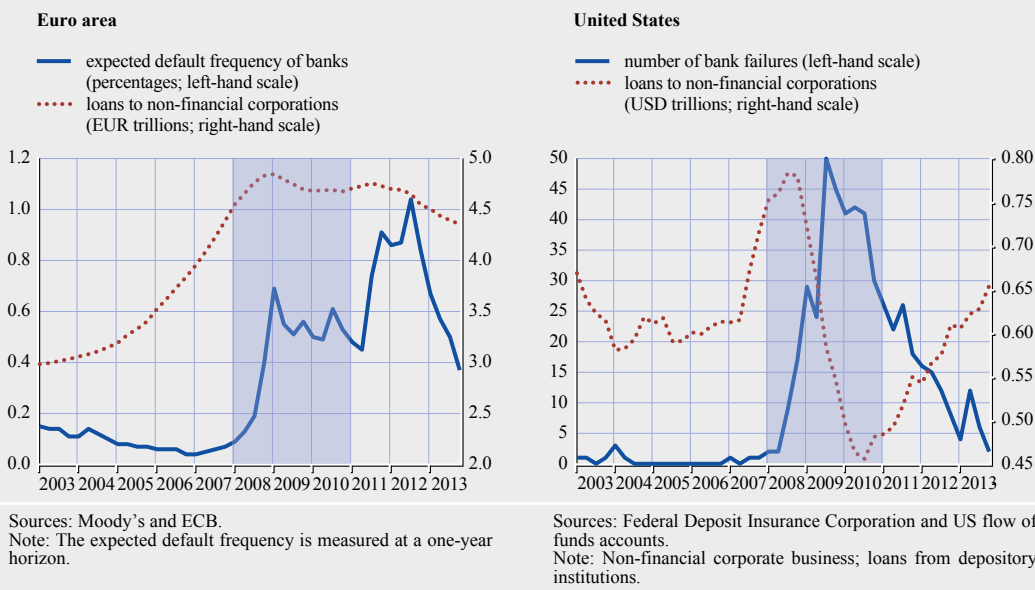 Euro area
expected default frequency of banks
(percentages; left-hand scale)
loans to non-financial corporations
(EUR trillions; right-hand scale)
1.2
1.0
0.8
0.6
0.4
0.2
0.0
5.0
4.5
4.0
3.5
3.0
2.5
2.0
2003 2004 2005 2006 2007 2008 2009 2010 2011 2012 2013
Sources: Moody's and ECB.
Note: The expected default frequency is measured at a one-year
horizon.
United States
number of bank failures (left-hand scale)
loans to non-financial corporations
(USD trillions; right-hand scale)
50
45
40
35
30
25
20
15
10
5
0
0.80
0.75
0.70
0.65
0.60
0.55
0.50
0.45
2003 2004 2005 2006 2007 2008 2009 2010 2011 2012 2013
Sources: Federal Deposit Insurance Corporation and US flow of
funds accounts.
Note: Non-financial corporate business; loans from depository
institutions.